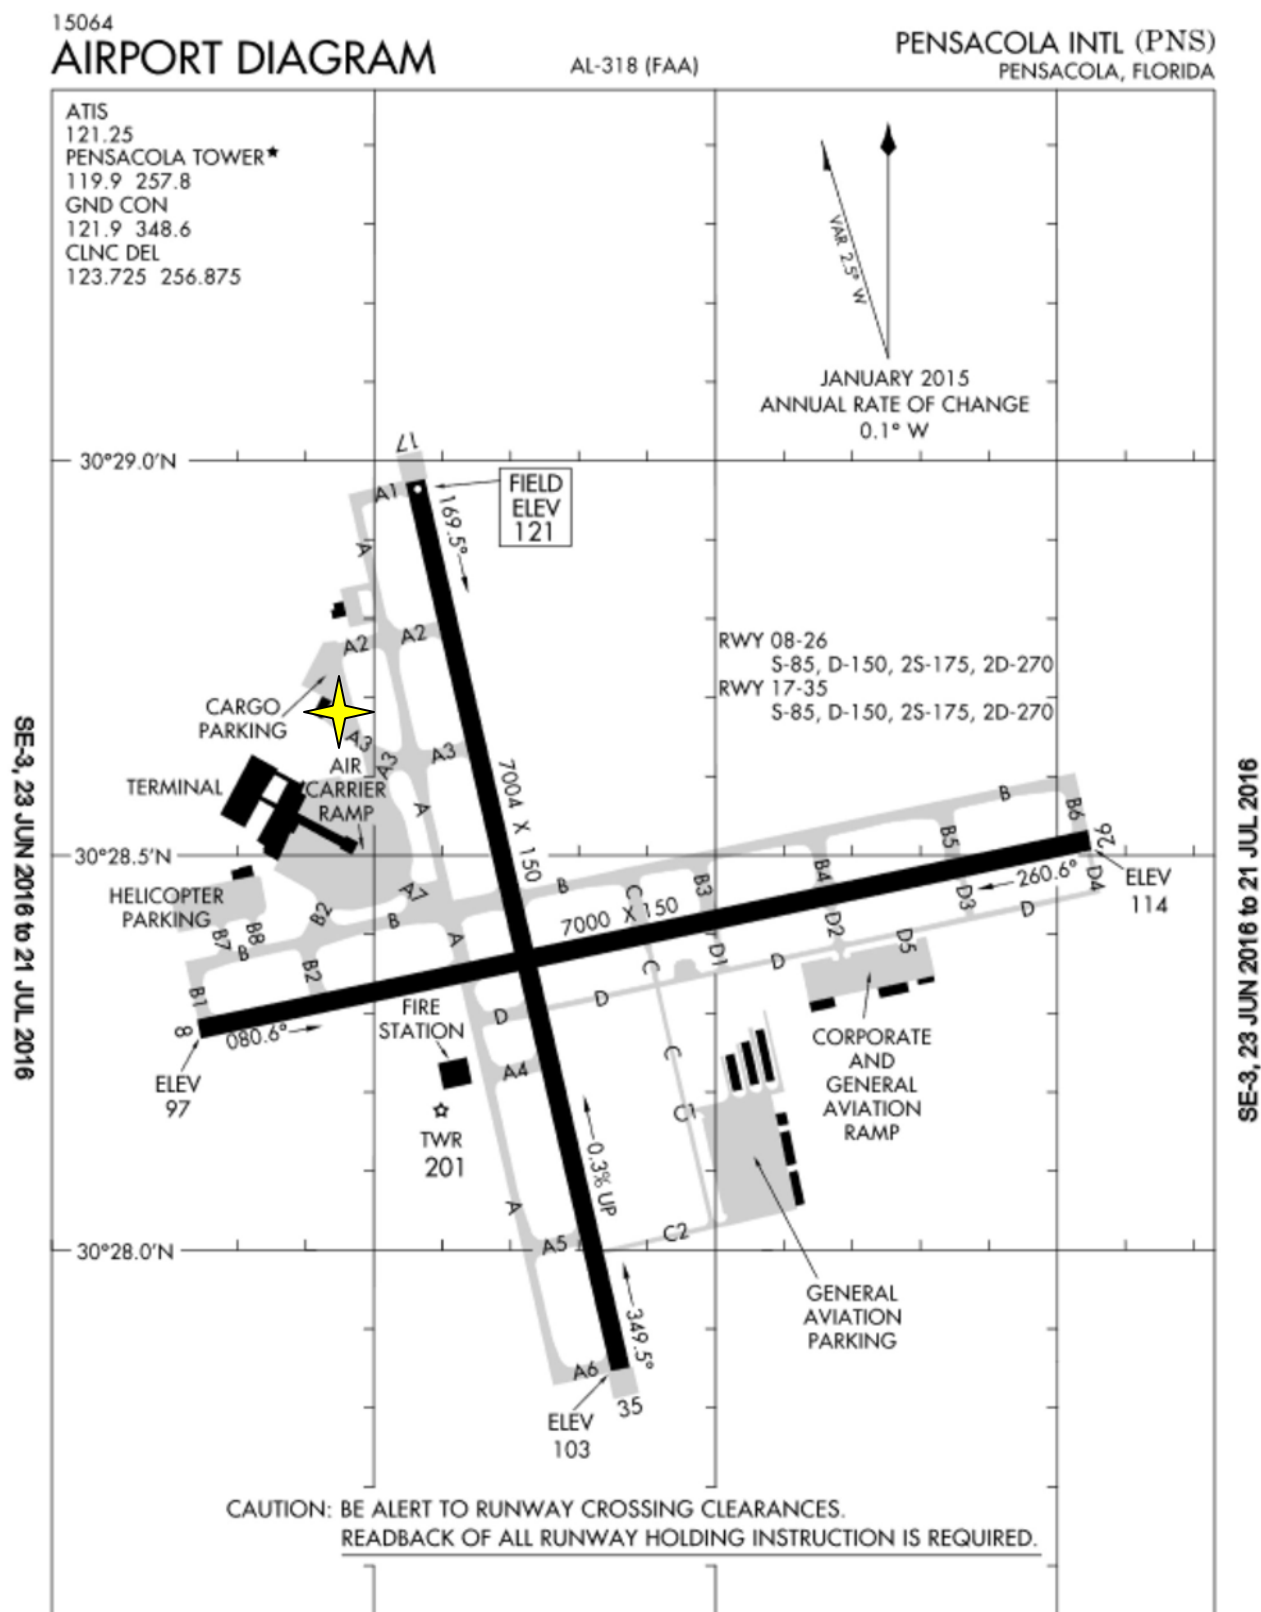 15064
AIRPORT DIAGRAM
AL-318 (FAA)
PENSACOLA INTL (PNS)
PENSACOLA, FLORIDA
ATIS
121.25
PENSACOLA TOWER★
119.9 257.8
GND CON
121.9 348.6
CLNC DEL
123.725 256.875
VAR 2.5° W
JANUARY 2015
ANNUAL RATE OF CHANGE
0.1° W
30°29.0'N
17
A1
FIELD
ELEV
121
169.5°
A
A2
A2
RWY 08-26
S-85, D-150, 2S-175, 2D-270
RWY 17-35
S-85, D-150, 2S-175, 2D-270
CARGO
PARKING
A3
A3
A3
TERMINAL
AIR
CARRIER
RAMP
A
7004 X 150
B
B6
26
B5
30°28.5'N
B4
B3
260.6°
D4
ELEV
114
HELICOPTER
PARKING
A7
B
C
7000 X 150
D3
D
B2
B
B7
B8
B
A
D2
D5
D1
D
C
B2
B1
D
D
8
080.6°
FIRE
STATION
ELEV
97
A4
C
CORPORATE
AND
GENERAL
AVIATION
RAMP
TWR
201
C1
0.3% UP
A
A5
C2
30°28.0'N
GENERAL
AVIATION
PARKING
349.5°
A6
35
ELEV
103
CAUTION: BE ALERT TO RUNWAY CROSSING CLEARANCES.
READBACK OF ALL RUNWAY HOLDING INSTRUCTION IS REQUIRED.
SE-3, 23 JUN 2016 to 21 JUL 2016
SE-3, 23 JUN 2016 to 21 JUL 2016